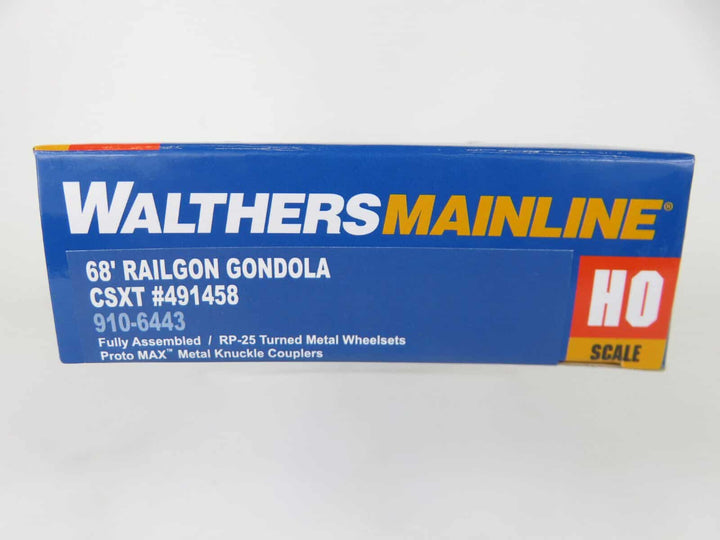 WALTHERSMAINLINE®
68' RAILGON GONDOLA
CSXT #491458
910-6443
Fully Assembled / RP-25 Turned Metal Wheelsets
Proto MAX™ Metal Knuckle Couplers
HO
SCALE